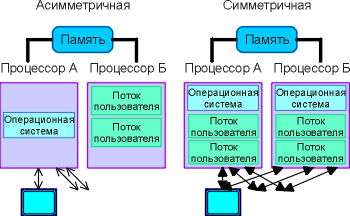 Асимметричная
Симметричная
Память
Память
Процессор А
Процессор Б
Процессор А
Процессор Б
Операционная
система
Поток
пользователя
Поток
пользователя
Операционная
система
Поток
пользователя
Поток
пользователя
Операционная
система
Поток
пользователя
Поток
пользователя